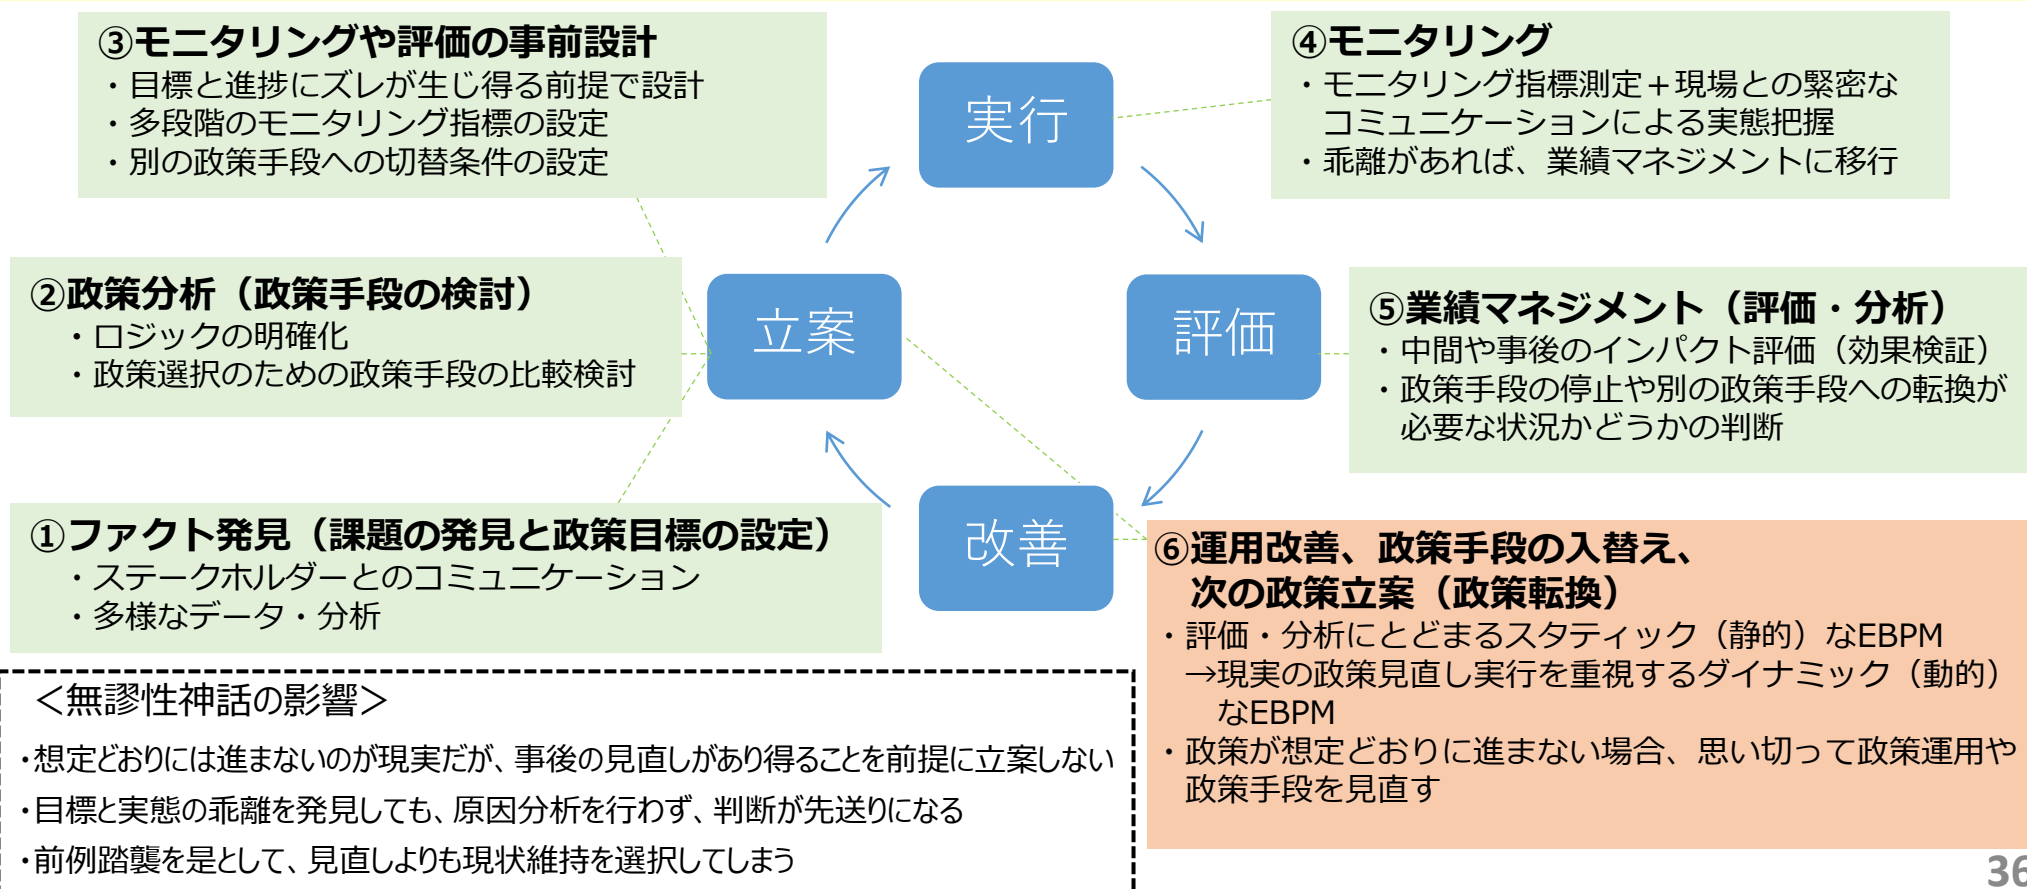 ③モニタリングや評価の事前設計
・目標と進捗にズレが生じ得る前提で設計
・多段階のモニタリング指標の設定
・別の政策手段への切替条件の設定
実行
④モニタリング
・モニタリング指標測定＋現場との緊密な
コミュニケーションによる実態把握
・乖離があれば、業績マネジメントに移行
②政策分析（政策手段の検討）
・ロジックの明確化
・政策選択のための政策手段の比較検討
立案
評価
⑤業績マネジメント（評価・分析）
・中間や事後のインパクト評価（効果検証）
・政策手段の停止や別の政策手段への転換が
必要な状況かどうかの判断
①ファクト発見（課題の発見と政策目標の設定）
・ステークホルダーとのコミュニケーション
・多様なデータ・分析
改善
⑥運用改善、政策手段の入替え、
次の政策立案（政策転換）
・評価・分析にとどまるスタティック（静的）なEBPM
→現実の政策見直し実行を重視するダイナミック（動的）
なEBPM
・政策が想定どおりに進まない場合、思い切って政策運用や
政策手段を見直す
＜無謬性神話の影響＞
・想定どおりには進まないのが現実だが、事後の見直しがあり得ることを前提に立案しない
・目標と実態の乖離を発見しても、原因分析を行わず、判断が先送りになる
・前例踏襲を是として、見直しよりも現状維持を選択してしまう
36